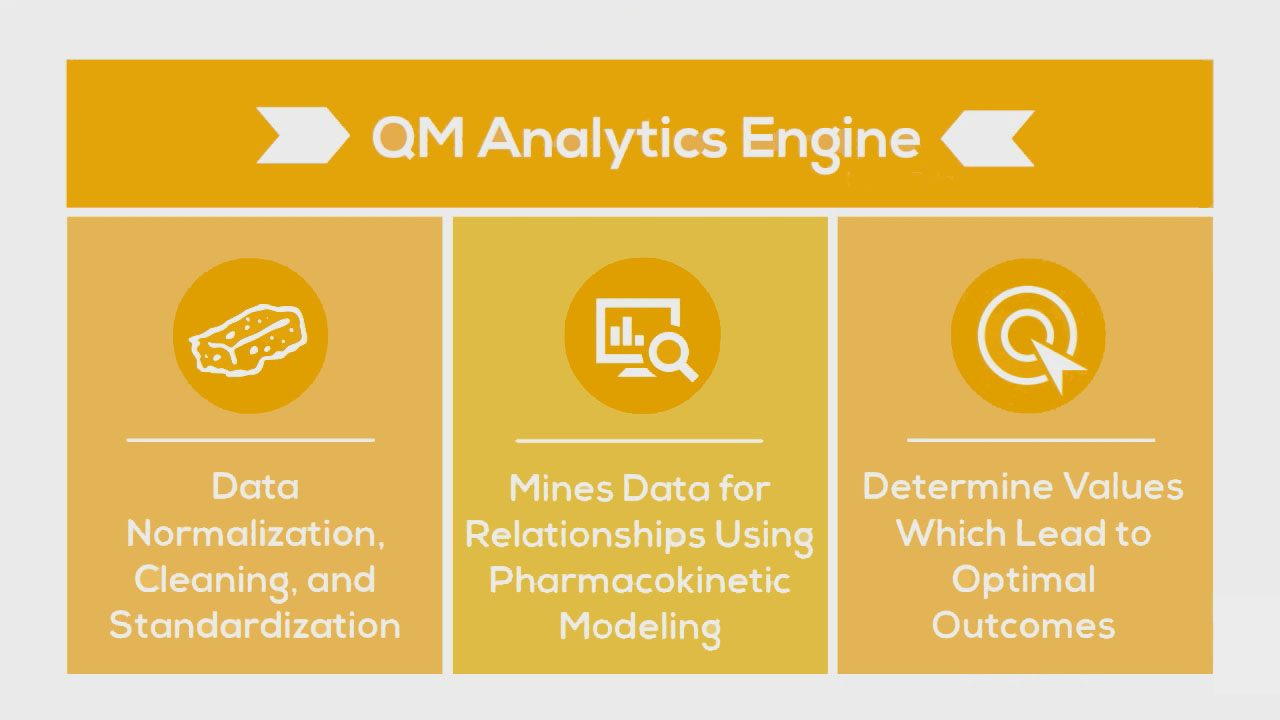 QM Analytics Engine
Data
Normalization,
Cleaning, and
Standardization
Mines Data for
Relationships Using
Pharmacokinetic
Modeling
Determine Values
Which Lead to
Optimal
Outcomes